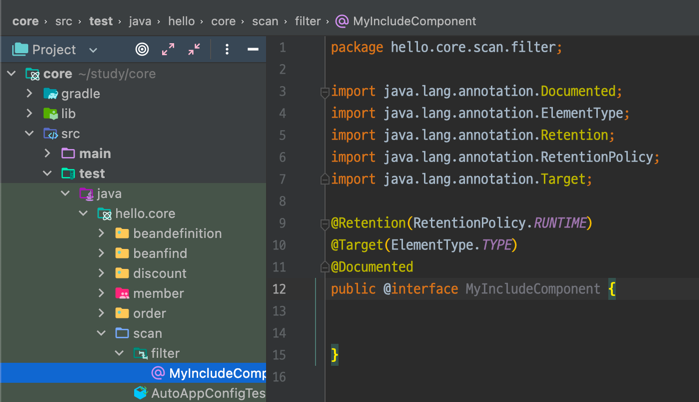 core > src > test > java > hello > core > scan > filter > @ MyIncludeComponent
Project
core ~/study/core
gradle
lib
src
main
test
java
hello.core
beandefinition
beanfind
discount
member
order
scan
filter
@ MyIncludeComp
AutoAppConfigTes
1 package hello.core.scan.filter;
2
3 import java.lang.annotation.Documented;
4 import java.lang.annotation.ElementType;
5 import java.lang.annotation.Retention;
6 import java.lang.annotation.RetentionPolicy;
7 import java.lang.annotation.Target;
8
9 @Retention(RetentionPolicy.RUNTIME)
10 @Target(ElementType.TYPE)
11 @Documented
12 public @interface MyIncludeComponent {
13
14
15 }
16